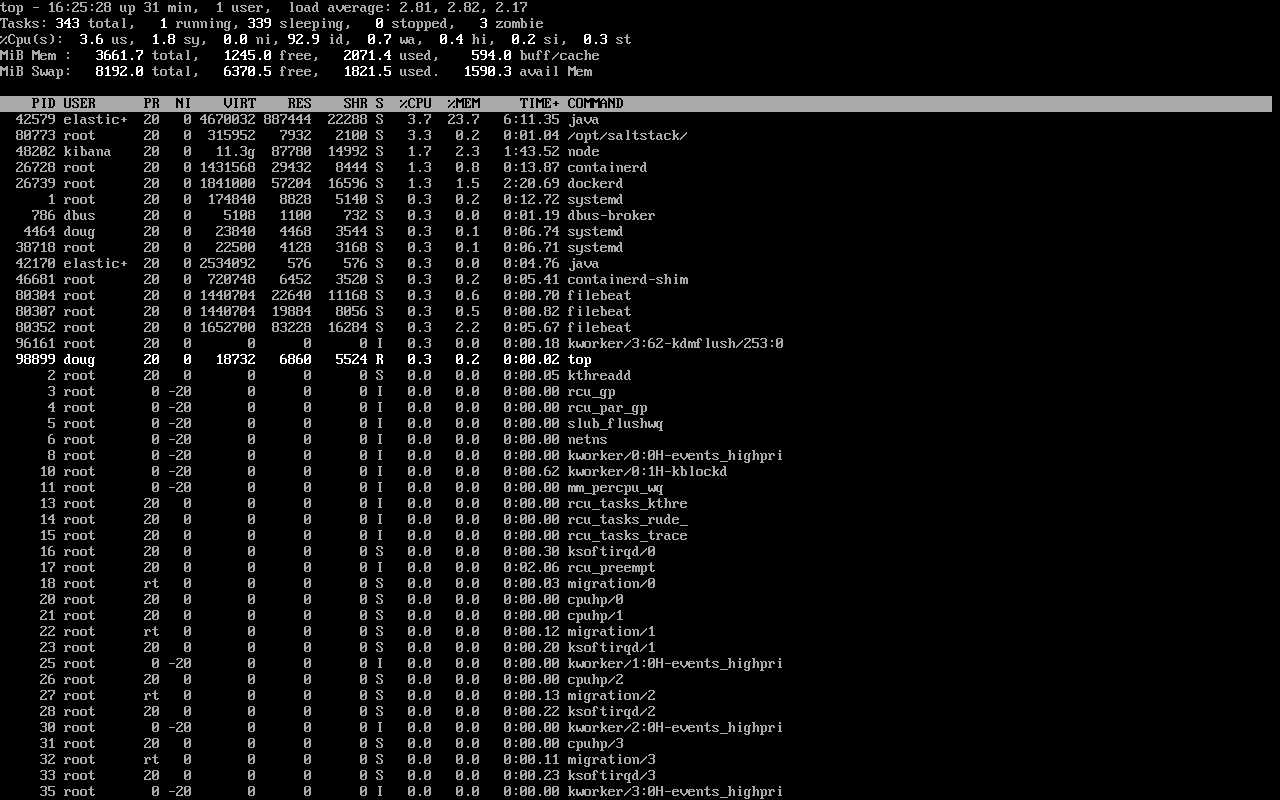 top - 16:25:28 up 31 min,  1 user,  load average: 2.81, 2.82, 2.17
Tasks: 343 total,   1 running, 339 sleeping,   0 stopped,   3 zombie
%Cpu(s):  3.6 us,  1.8 sy,  0.0 ni, 92.9 id,  0.7 wa,  0.4 hi,  0.2 si,  0.3 st
MiB Mem :   3661.7 total,   1245.0 free,   2071.4 used,    594.0 buff/cache
MiB Swap:   8192.0 total,   6370.5 free,   1821.5 used.   1590.3 avail Mem
PID USER      PR  NI    VIRT    RES    SHR S  %CPU  %MEM     TIME+ COMMAND
42579 elastic+  20   0 4670032 887444  22288 S   3.7  23.7   6:11.35 java
80773 root      20   0  315952   7932   2100 S   3.3   0.2   0:01.04 /opt/saltstack/
48202 kibana    20   0   11.3g  87780  14992 S   1.7   2.3   1:43.52 node
26728 root      20   0 1431568  29432   8444 S   1.3   0.8   0:13.87 containerd
26739 root      20   0 1841000  57204  16596 S   1.3   1.5   2:20.69 dockerd
1 root      20   0  174840   8828   5140 S   0.3   0.2   0:12.72 systemd
786 dbus      20   0    5108   1100    732 S   0.3   0.0   0:01.19 dbus-broker
4464 doug      20   0   23840   4468   3544 S   0.3   0.1   0:06.74 systemd
38718 root      20   0   22500   4128   3168 S   0.3   0.1   0:06.71 systemd
42170 elastic+  20   0 2534092    576    576 S   0.3   0.0   0:04.76 java
46681 root      20   0  720748   6452   3520 S   0.3   0.2   0:05.41 containerd-shim
80304 root      20   0 1440704  22640  11168 S   0.3   0.6   0:00.70 filebeat
80307 root      20   0 1440704  19884   8056 S   0.3   0.5   0:00.82 filebeat
80352 root      20   0 1652700  83228  16284 S   0.3   2.2   0:05.67 filebeat
96161 root      20   0       0      0      0 I   0.3   0.0   0:00.18 kworker/3:62-kdmflush/253:0
98899 doug      20   0   18732   6860   5524 R   0.3   0.2   0:00.02 top
2 root      20   0       0      0      0 S   0.0   0.0   0:00.05 kthreadd
3 root       0 -20       0      0      0 I   0.0   0.0   0:00.00 rcu_gp
4 root       0 -20       0      0      0 I   0.0   0.0   0:00.00 rcu_par_gp
5 root       0 -20       0      0      0 I   0.0   0.0   0:00.00 slub_flushwq
6 root       0 -20       0      0      0 I   0.0   0.0   0:00.00 netns
8 root       0 -20       0      0      0 I   0.0   0.0   0:00.00 kworker/0:0H-events_highpri
10 root       0 -20       0      0      0 I   0.0   0.0   0:00.62 kworker/0:1H-kblockd
11 root       0 -20       0      0      0 I   0.0   0.0   0:00.00 mm_percpu_wq
13 root      20   0       0      0      0 I   0.0   0.0   0:00.00 rcu_tasks_kthre
14 root      20   0       0      0      0 I   0.0   0.0   0:00.00 rcu_tasks_rude_
15 root      20   0       0      0      0 I   0.0   0.0   0:00.00 rcu_tasks_trace
16 root      20   0       0      0      0 S   0.0   0.0   0:00.30 ksoftirqd/0
17 root      20   0       0      0      0 I   0.0   0.0   0:02.06 rcu_preempt
18 root      rt   0       0      0      0 S   0.0   0.0   0:00.03 migration/0
20 root      20   0       0      0      0 S   0.0   0.0   0:00.00 cpuhp/0
21 root      20   0       0      0      0 S   0.0   0.0   0:00.00 cpuhp/1
22 root      rt   0       0      0      0 S   0.0   0.0   0:00.12 migration/1
23 root      20   0       0      0      0 S   0.0   0.0   0:00.20 ksoftirqd/1
25 root       0 -20       0      0      0 I   0.0   0.0   0:00.00 kworker/1:0H-events_highpri
26 root      20   0       0      0      0 S   0.0   0.0   0:00.00 cpuhp/2
27 root      rt   0       0      0      0 S   0.0   0.0   0:00.13 migration/2
28 root      20   0       0      0      0 S   0.0   0.0   0:00.22 ksoftirqd/2
30 root       0 -20       0      0      0 I   0.0   0.0   0:00.00 kworker/2:0H-events_highpri
31 root      20   0       0      0      0 S   0.0   0.0   0:00.00 cpuhp/3
32 root      rt   0       0      0      0 S   0.0   0.0   0:00.11 migration/3
33 root      20   0       0      0      0 S   0.0   0.0   0:00.23 ksoftirqd/3
35 root       0 -20       0      0      0 I   0.0   0.0   0:00.00 kworker/3:0H-events_highpri